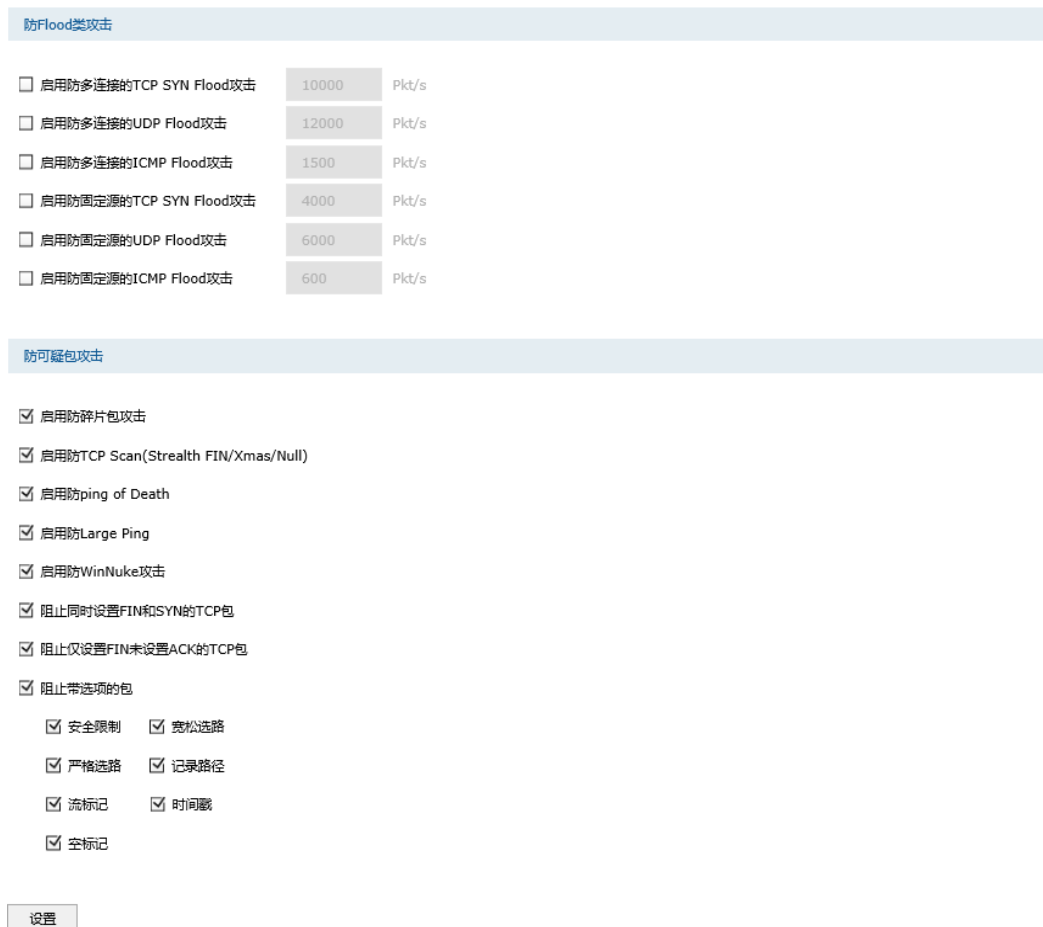 防Flood类攻击
启用防多连接的TCP SYN Flood攻击 10000 Pkt/s
启用防多连接的UDP Flood攻击 12000 Pkt/s
启用防多连接的ICMP Flood攻击 1500 Pkt/s
启用防固定源的TCP SYN Flood攻击 4000 Pkt/s
启用防固定源的UDP Flood攻击 6000 Pkt/s
启用防固定源的ICMP Flood攻击 600 Pkt/s
防可疑包攻击
启用防碎片包攻击
启用防TCP Scan(Strealth FIN/Xmas/Null)
启用防ping of Death
启用防Large Ping
启用防WinNuke攻击
阻止同时设置FIN和SYN的TCP包
阻止仅设置FIN未设置ACK的TCP包
阻止带选项的包
安全限制 宽松选路
严格选路 记录路径
流标记 时间戳
空标记
设置